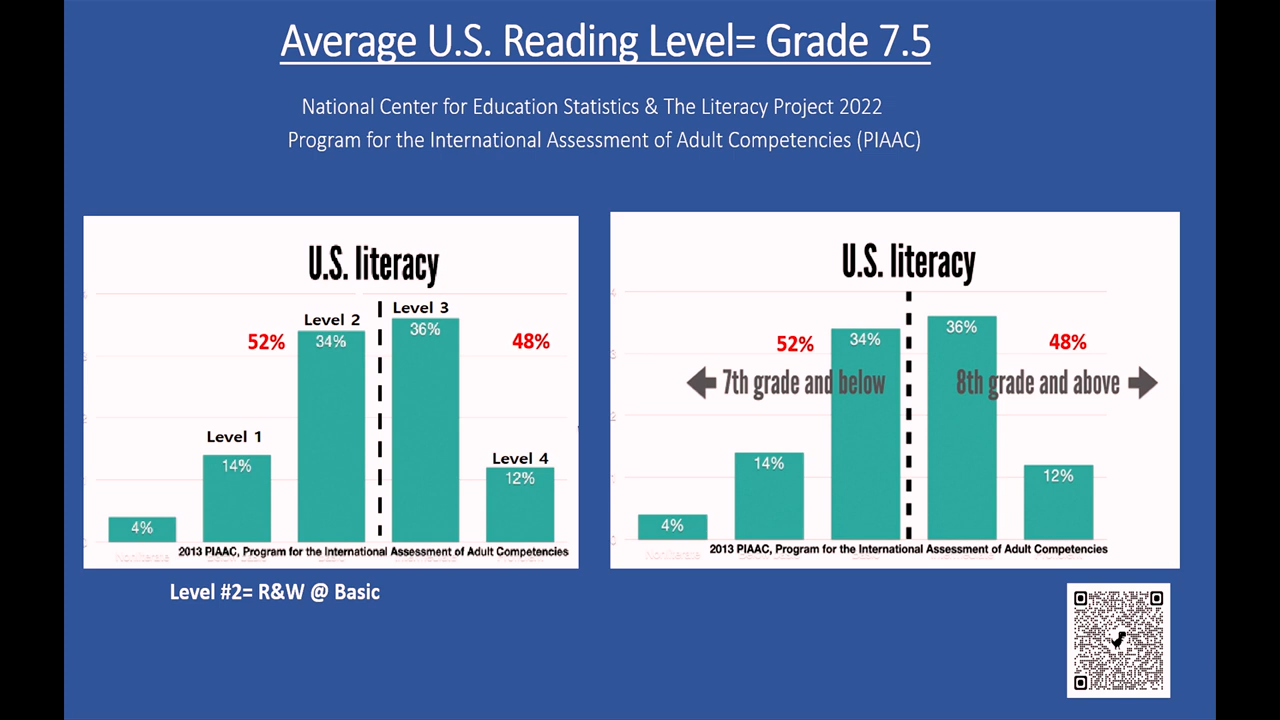 Average U.S. Reading Level= Grade 7.5
National Center for Education Statistics & The Literacy Project 2022
Program for the International Assessment of Adult Competencies (PIAAC)
U.S. literacy
Level 3
Level 2
36%
34%
52%
48%
Level 1
14%
Level 4
12%
4%
2013 PIAAC, Program for the International Assessment of Adult Competencies
Level #2= R&W @ Basic
U.S. literacy
36%
34%
52%
48%
7th grade and below
8th grade and above
14%
12%
4%
2013 PIAAC, Program for the International Assessment of Adult Competencies